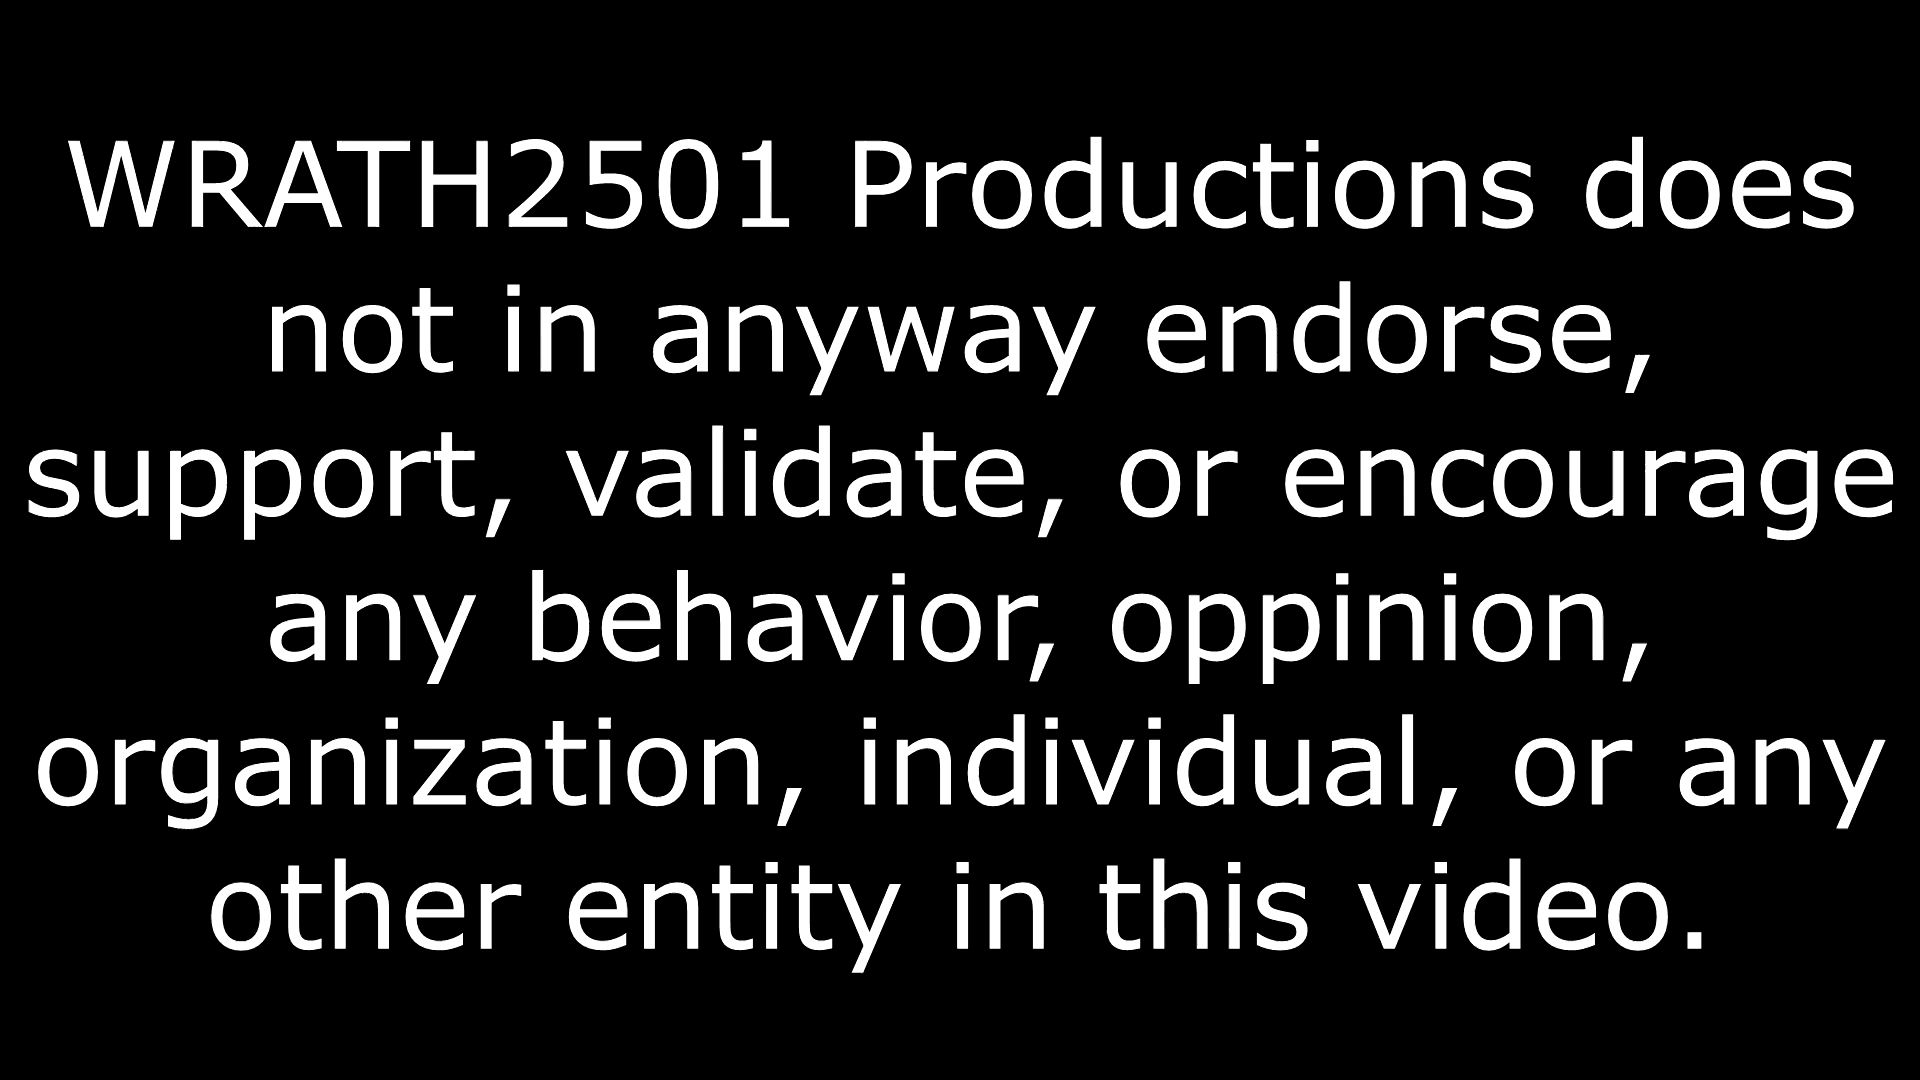 WRATH2501 Productions does
not in anyway endorse,
support, validate, or encourage
any behavior, oppinion,
organization, individual, or any
other entity in this video.